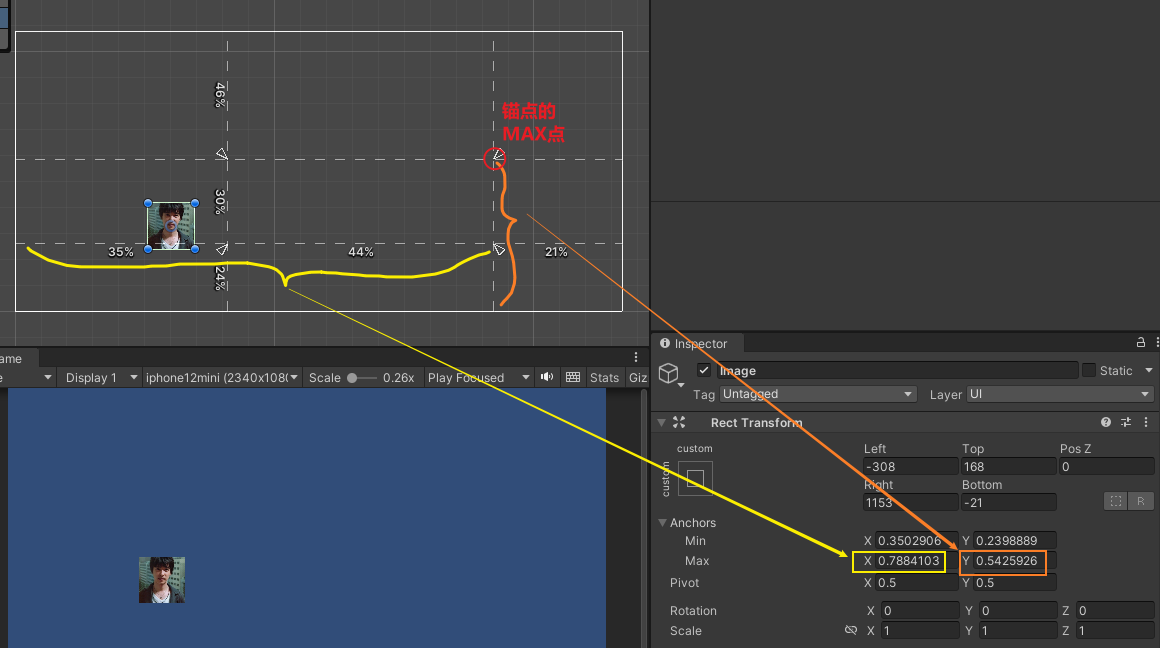 46%
锚点的
MAX点
30%
35%
44%
21%
24%
ame
Display 1
iphone12mini (2340x1080
Scale
0.26x
Play Focused
Stats
Giz
Inspector
Image
Static
Tag
Untagged
Layer
UI
Rect Transform
custom
custom
Left
Top
Pos Z
-308
168
0
Right
Bottom
1153
-21
R
Anchors
Min
X 0.3502906
Y 0.2398889
Max
X 0.7884103
Y 0.5425926
Pivot
X 0.5
Y 0.5
Rotation
X 0
Y 0
Z 0
Scale
X 1
Y 1
Z 1